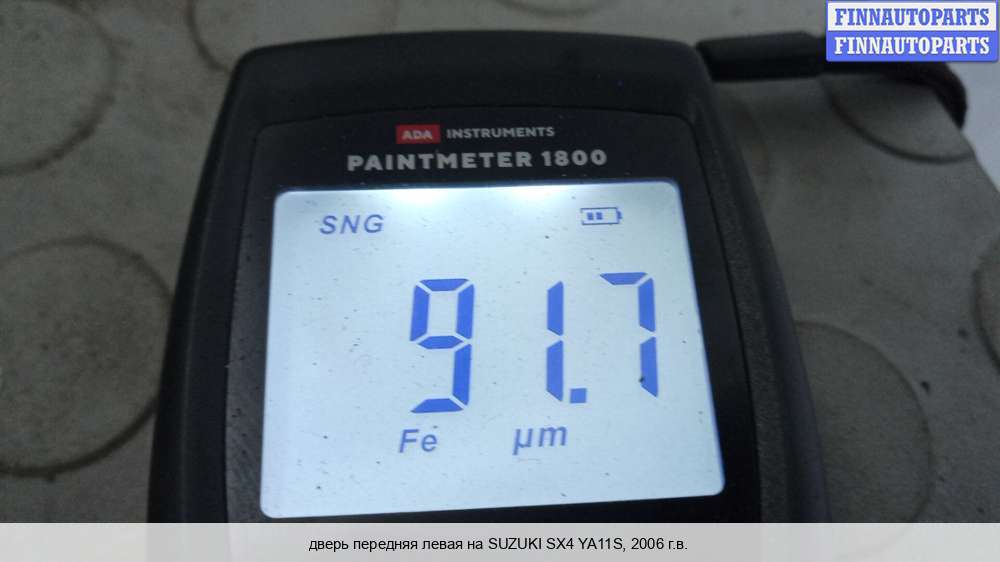 FINNAUTOPARTS
FINNAUTOPARTS
ADA INSTRUMENTS
PAINTMETER 1800
SNG
91.7
Fe µm
дверь передняя левая на SUZUKI SX4 YA11S, 2006 г.в.